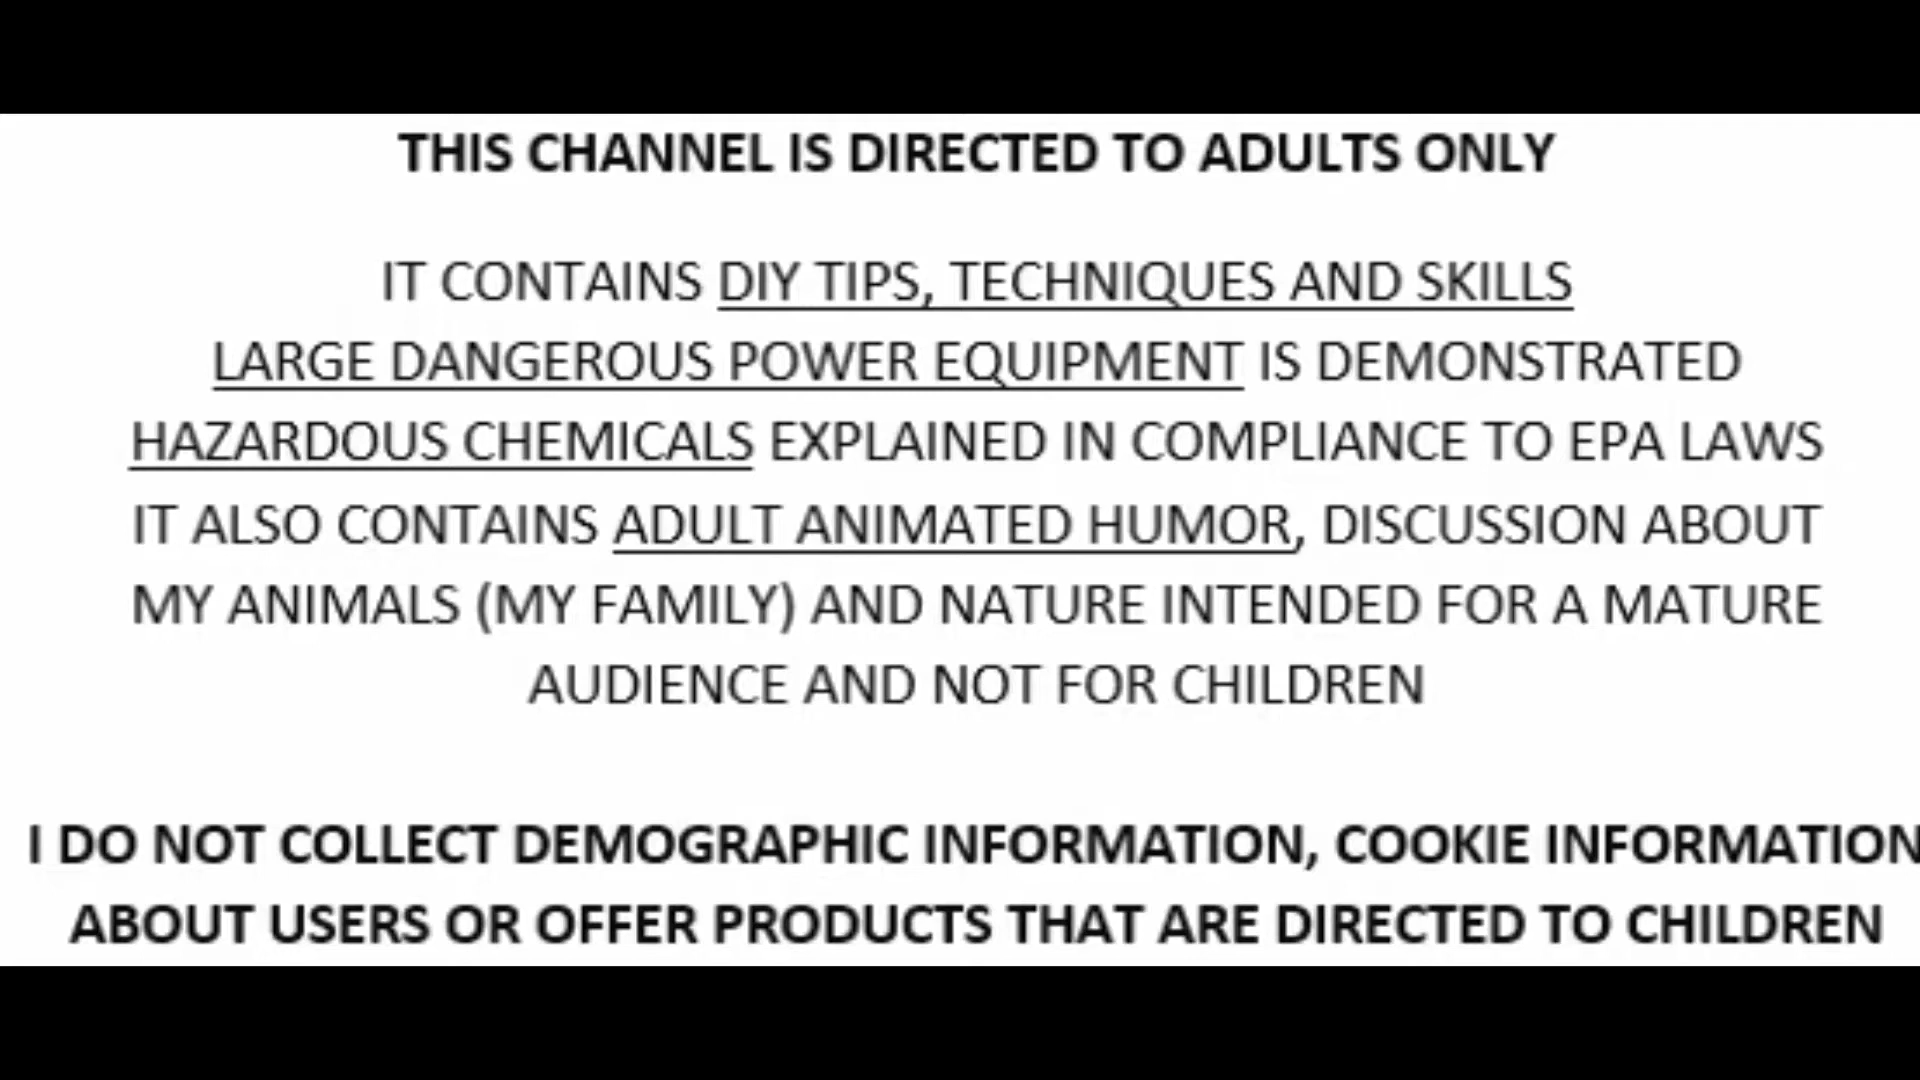 THIS CHANNEL IS DIRECTED TO ADULTS ONLY
IT CONTAINS DIY TIPS, TECHNIQUES AND SKILLS
LARGE DANGEROUS POWER EQUIPMENT IS DEMONSTRATED
HAZARDOUS CHEMICALS EXPLAINED IN COMPLIANCE TO EPA LAWS
IT ALSO CONTAINS ADULT ANIMATED HUMOR, DISCUSSION ABOUT
MY ANIMALS (MY FAMILY) AND NATURE INTENDED FOR A MATURE
AUDIENCE AND NOT FOR CHILDREN
I DO NOT COLLECT DEMOGRAPHIC INFORMATION, COOKIE INFORMATION
ABOUT USERS OR OFFER PRODUCTS THAT ARE DIRECTED TO CHILDREN